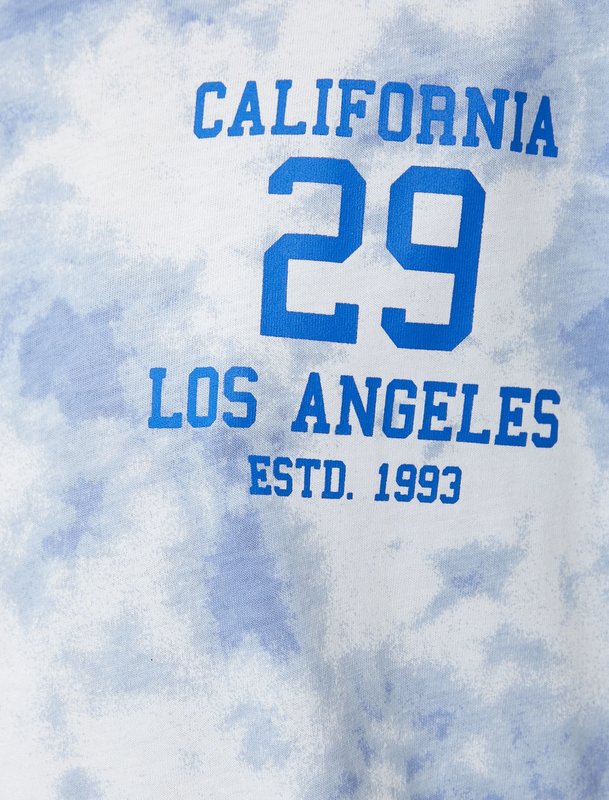 CALIFORNIA
29
LOS ANGELES
ESTD. 1993